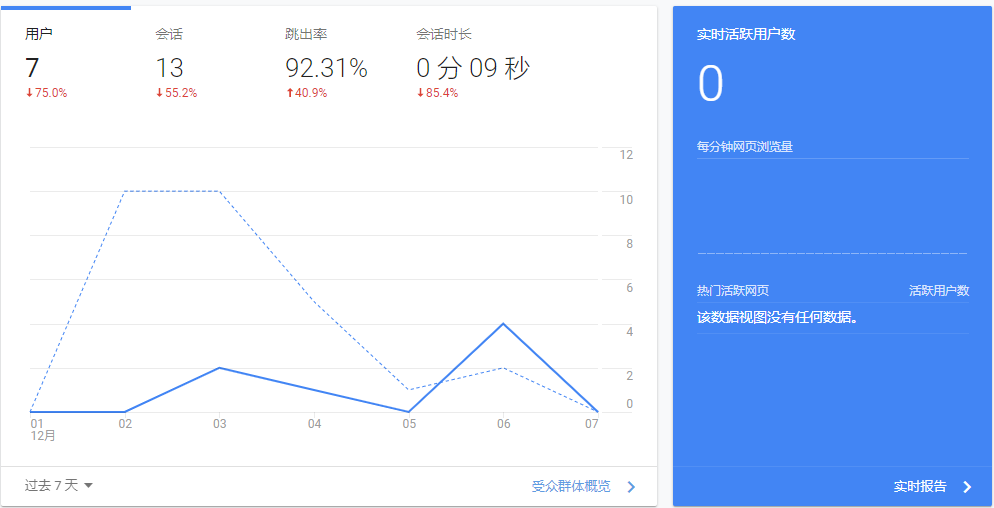 用户 会话 跳出率 会话时长
7 13 92.31% 0 分 09 秒
↓75.0% ↓55.2% ↑40.9% ↓85.4%
12
10
8
6
4
2
0
01 02 03 04 05 06 07
12月
过去 7 天 受众群体概览
实时活跃用户数
0
每分钟网页浏览量
热门活跃网页 活跃用户数
该数据视图没有任何数据。
实时报告